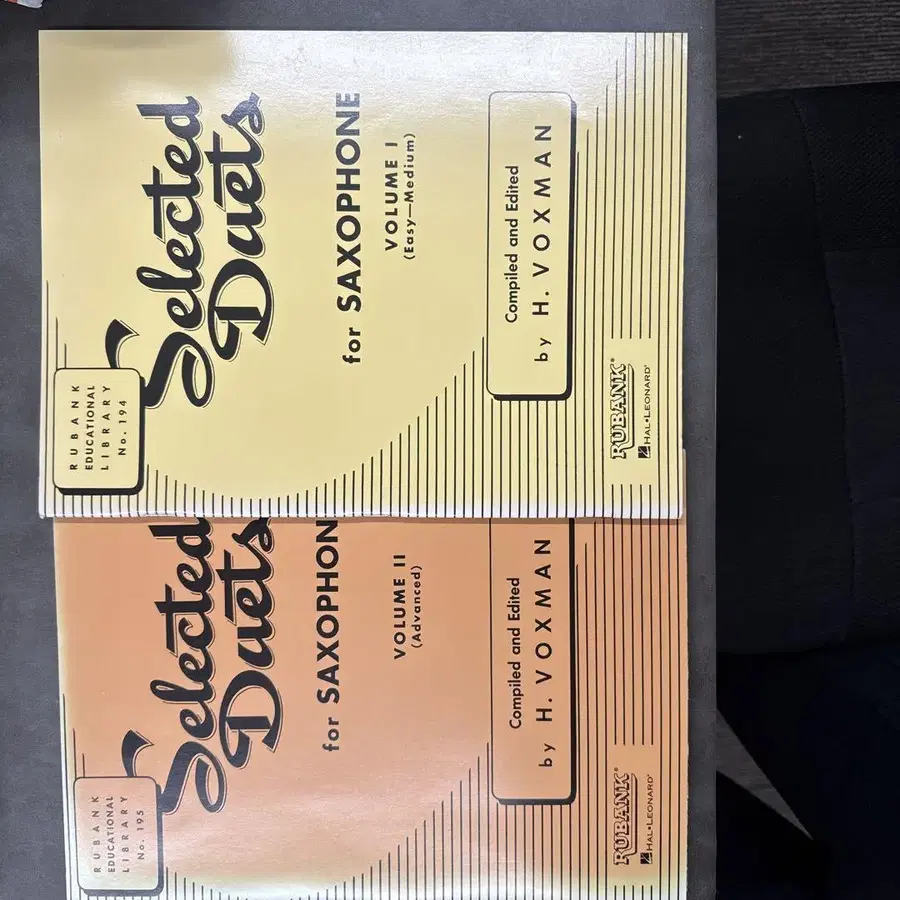 RUBANK
EDUCATIONAL
LIBRARY
No. 194
Selected
Duets
for SAXOPHONE
VOLUME I
(Easy—Medium)
Compiled and Edited
by H. VOXMAN
RUBANK®
HAL•LEONARD®
RUBANK
EDUCATIONAL
LIBRARY
No. 195
Selected
Duets
for SAXOPHON
VOLUME II
(Advanced)
Compiled and Edited
by H. VOXMAN
RUBANK®
HAL•LEONARD®